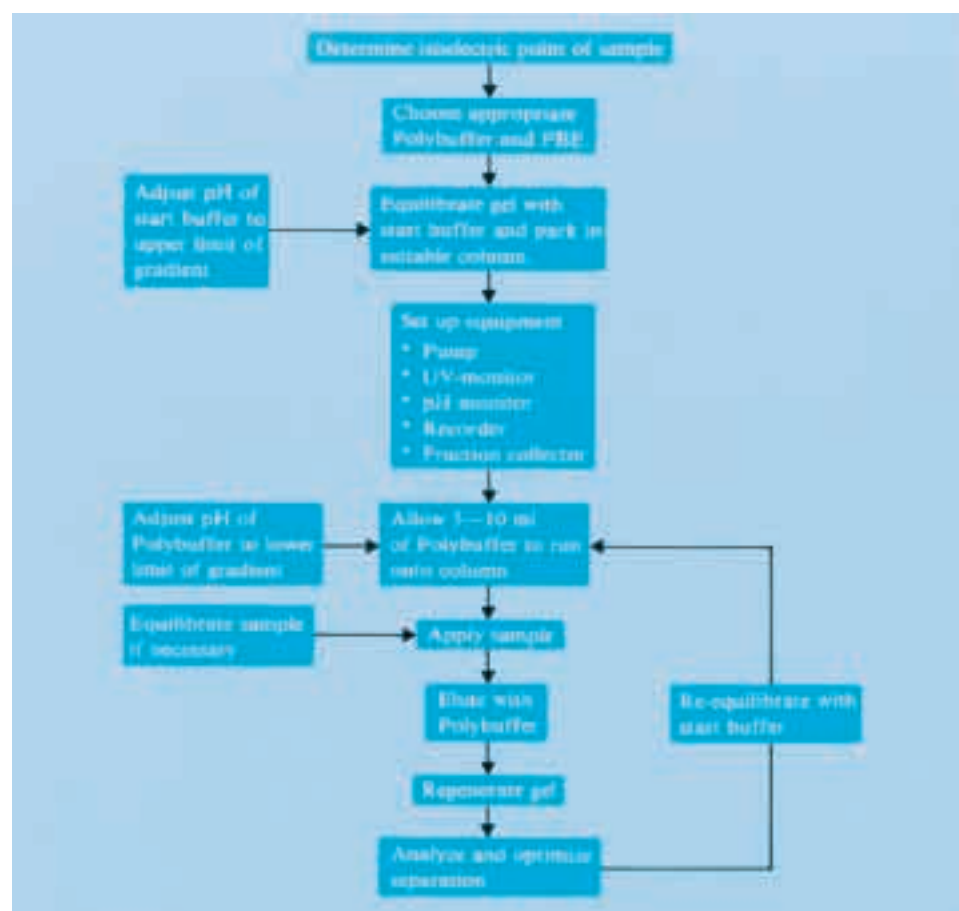 Determine isoelectric point of sample
Choose appropriate
Polybuffer and PBE
Adjust pH of
start buffer to
upper limit of
gradient
Equilibrate gel with
start buffer and pack in
suitable column
Set up equipment
• Pump
• UV-monitor
• pH monitor
• Recorder
• Fraction collector
Adjust pH of
Polybuffer to lower
limit of gradient
Allow 5—10 ml
of Polybuffer to run
onto column
Equilibrate sample
if necessary
Apply sample
Elute with
Polybuffer
Re-equilibrate with
start buffer
Regenerate gel
Analyze and optimize
separation